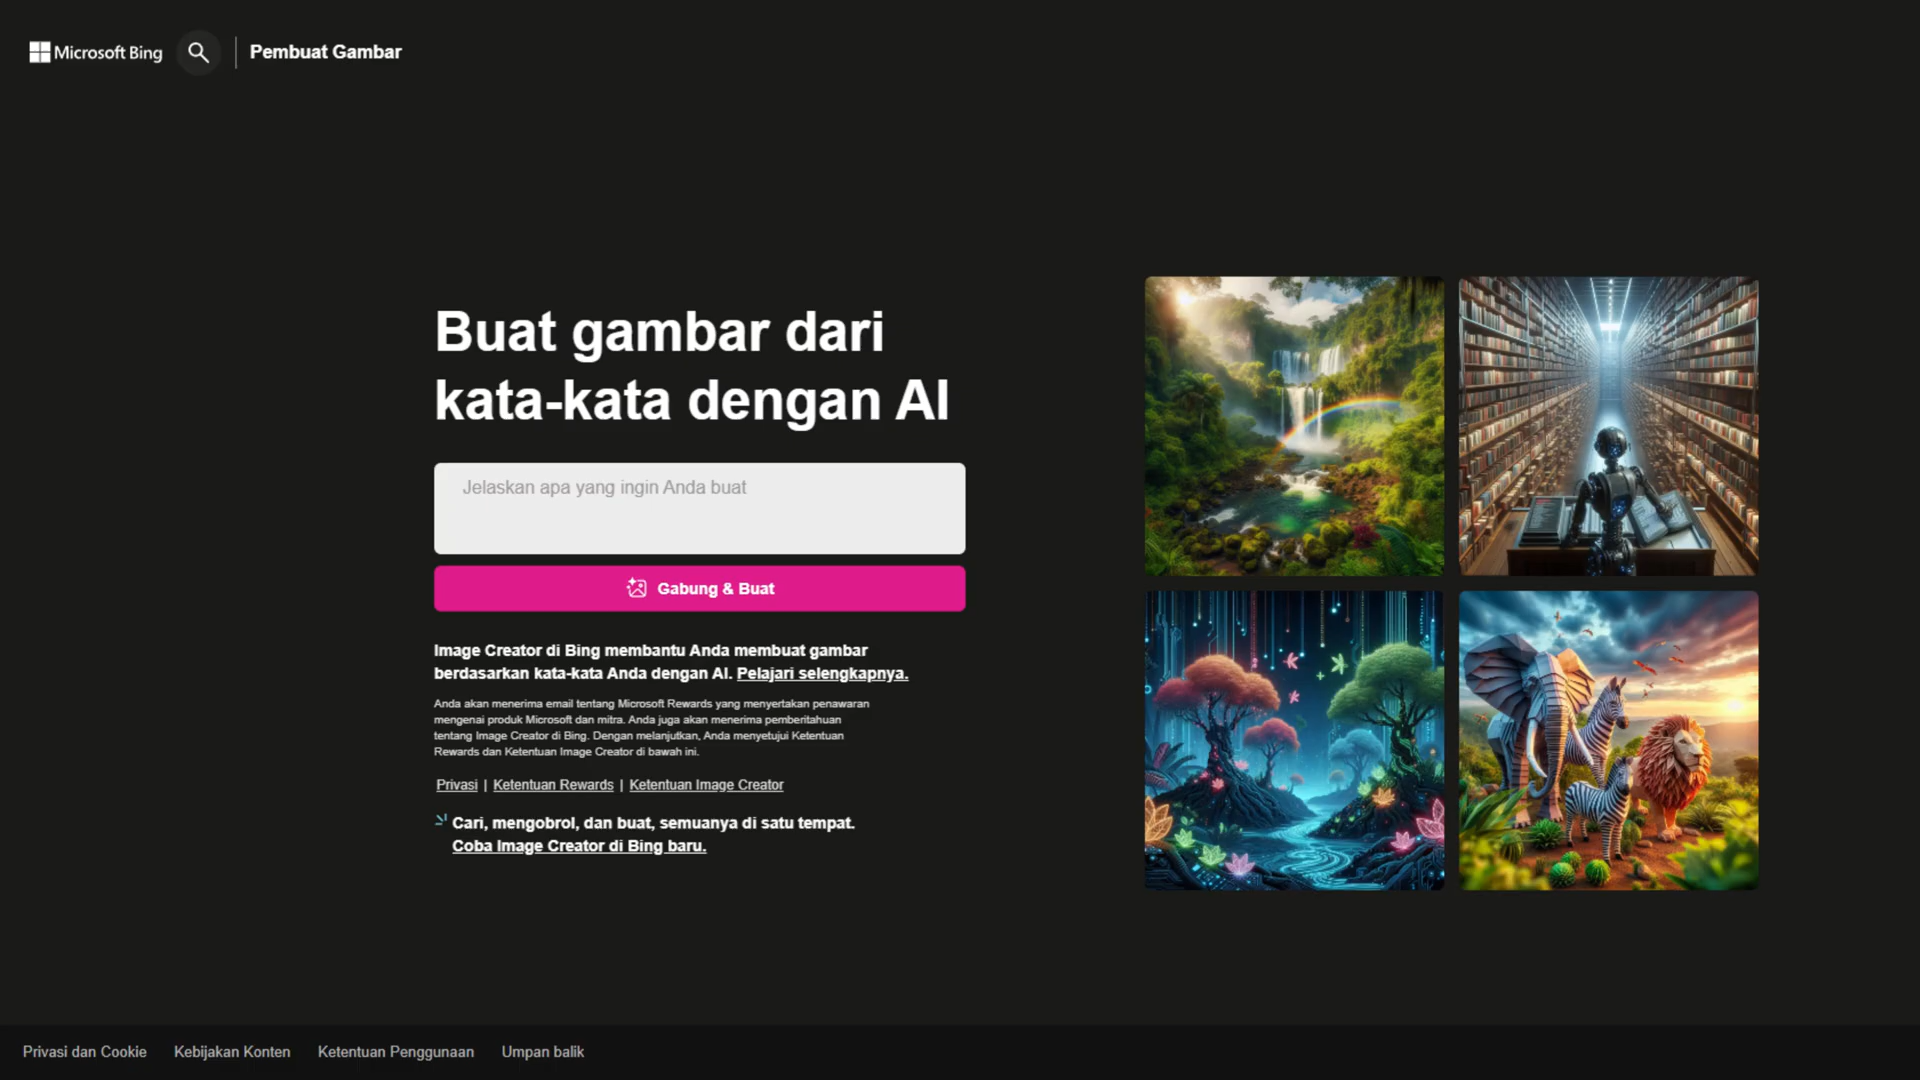 Microsoft Bing
Pembuat Gambar
Buat gambar dari
kata-kata dengan AI
Jelaskan apa yang ingin Anda buat
Gabung & Buat
Image Creator di Bing membantu Anda membuat gambar
berdasarkan kata-kata Anda dengan AI. Pelajari selengkapnya.
Anda akan menerima email tentang Microsoft Rewards yang menyertakan penawaran
mengenai produk Microsoft dan mitra. Anda juga akan menerima pemberitahuan
tentang Image Creator di Bing. Dengan melanjutkan, Anda menyetujui Ketentuan
Rewards dan Ketentuan Image Creator di bawah ini.
Privasi | Ketentuan Rewards | Ketentuan Image Creator
Cari, mengobrol, dan buat, semuanya di satu tempat.
Coba Image Creator di Bing baru.
Privasi dan Cookie Kebijakan Konten Ketentuan Penggunaan Umpan balik